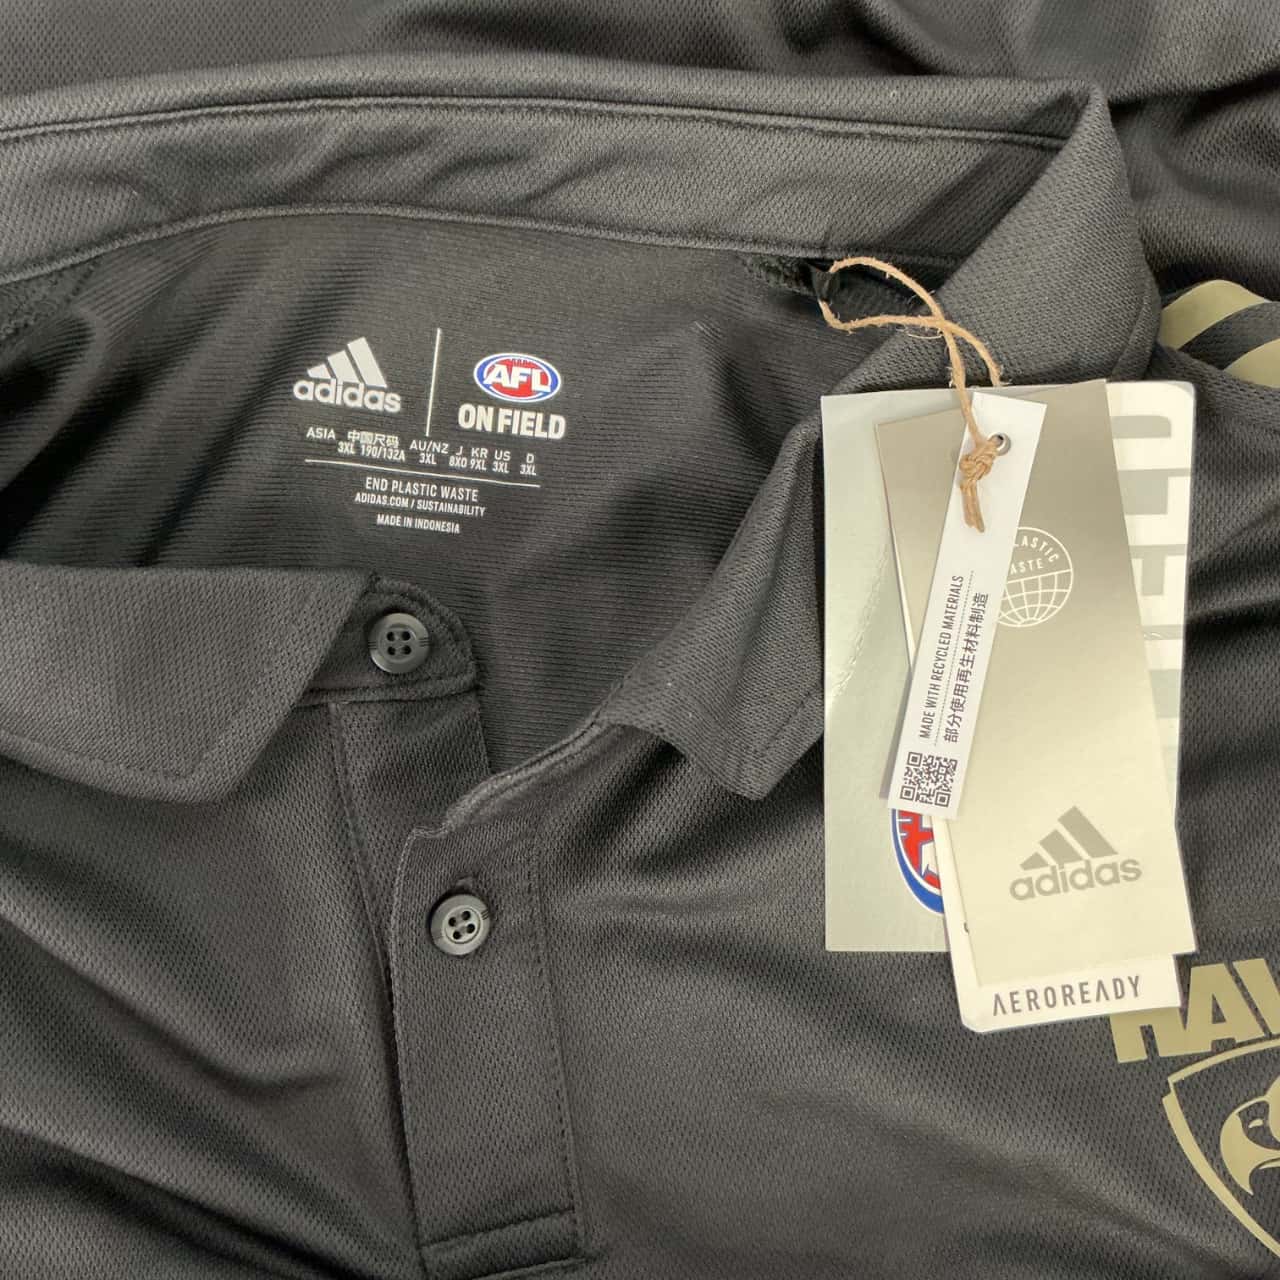 adidas
AFL
ON FIELD
ASIA 中国尺码 AU/NZ J KR US D
3XL 190/132A 3XL 8XO 9XL 3XL 3XL
END PLASTIC WASTE
ADIDAS.COM / SUSTAINABILITY
MADE IN INDONESIA
PLASTIC
WASTE
MADE WITH RECYCLED MATERIALS
部分使用再生材料制造
adidas
AEROREADY